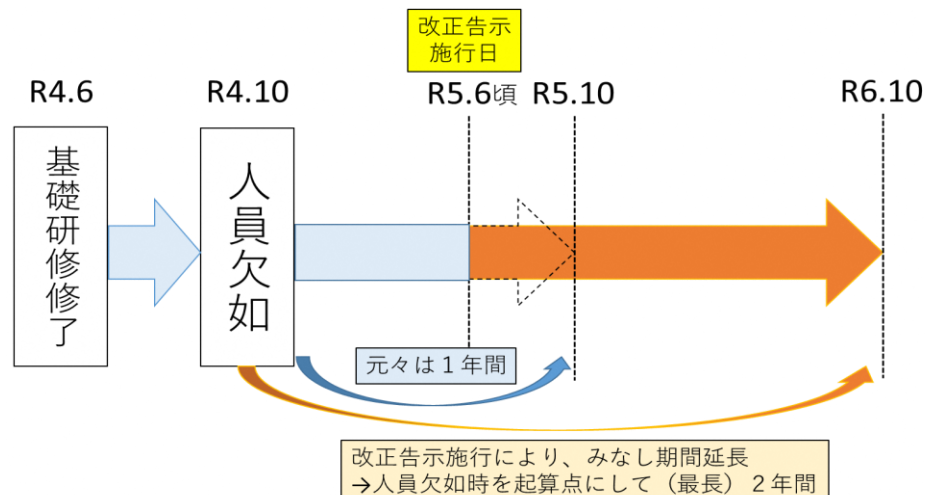 改正告示
施行日
R4.6
R4.10
R5.6頃
R5.10
R6.10
基礎研修修了
人員欠如
元々は1年間
改正告示施行により、みなし期間延長
→人員欠如時を起算点にして（最長）2年間